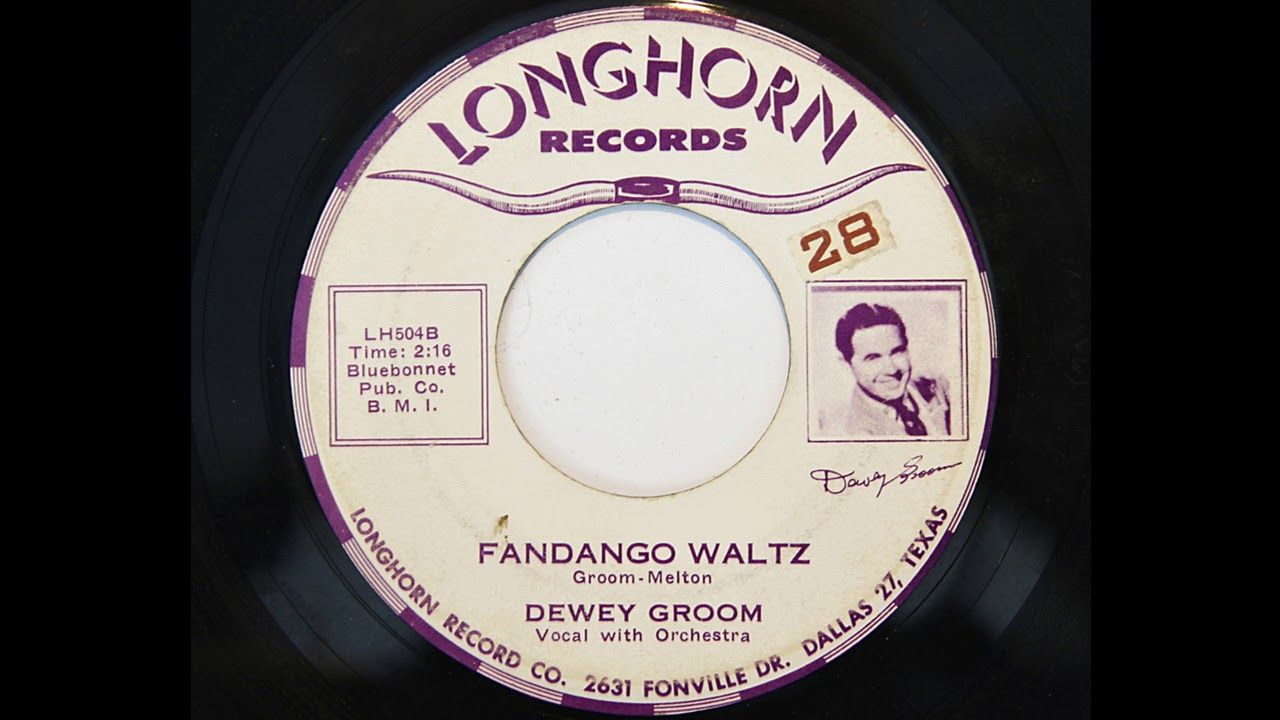 LONGHORN
RECORDS
28
LH504B
Time: 2:16
Bluebonnet
Pub. Co.
B. M. I.
Dewey Groom
FANDANGO WALTZ
Groom-Melton
DEWEY GROOM
Vocal with Orchestra
LONGHORN RECORD CO. 2631 FONVILLE DR. DALLAS 27, TEXAS